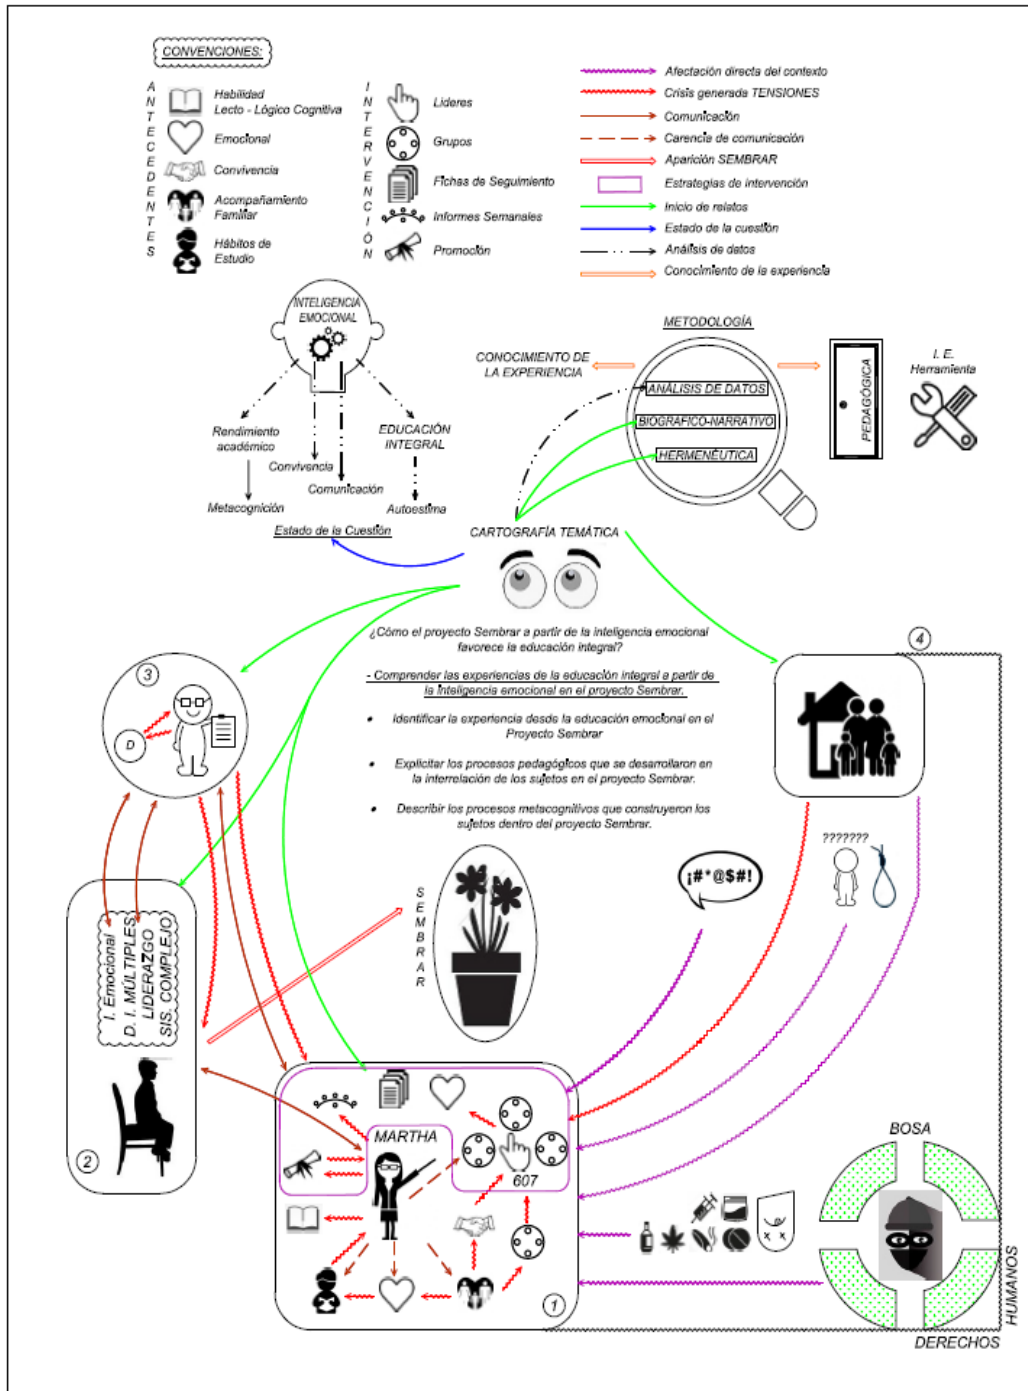 CONVENCIONES:
ANTECEDENTES
Habilidad
Lecto - Lógico Cognitiva
Emocional
Convivencia
Acompañamiento
Familiar
Hábitos de
Estudio
INTERVENCIÓN
Lideres
Grupos
Fichas de Seguimiento
Informes Semanales
Promoción
Afectación directa del contexto
Crisis generada TENSIONES
Comunicación
Carencia de comunicación
Aparición SEMBRAR
Estrategias de intervención
Inicio de relatos
Estado de la cuestión
Análisis de datos
Conocimiento de la experiencia
INTELIGENCIA
EMOCIONAL
Rendimiento
académico
Convivencia
Comunicación
EDUCACIÓN
INTEGRAL
Metacognición
Autoestima
Estado de la Cuestión
METODOLOGÍA
CONOCIMIENTO DE
LA EXPERIENCIA
ANÁLISIS DE DATOS
BIOGRAFICO-NARRATIVO
HERMENÉUTICA
PEDAGÓGICA
I. E.
Herramienta
CARTOGRAFÍA TEMÁTICA
¿Cómo el proyecto Sembrar a partir de la inteligencia emocional
favorece la educación integral?
- Comprender las experiencias de la educación integral a partir de
la inteligencia emocional en el proyecto Sembrar.
• Identificar la experiencia desde la educación emocional en el
Proyecto Sembrar
• Explicitar los procesos pedagógicos que se desarrollaron en
la interrelación de los sujetos en el proyecto Sembrar.
• Describir los procesos metacognitivos que construyeron los
sujetos dentro del proyecto Sembrar.
3
D
4
???????
¡#*@$#!
SEMBRAR
I. Emocional
D. I. MÚLTIPLES
LIDERAZGO
SIS. COMPLEJO
2
MARTHA
607
1
BOSA
HUMANOS
DERECHOS